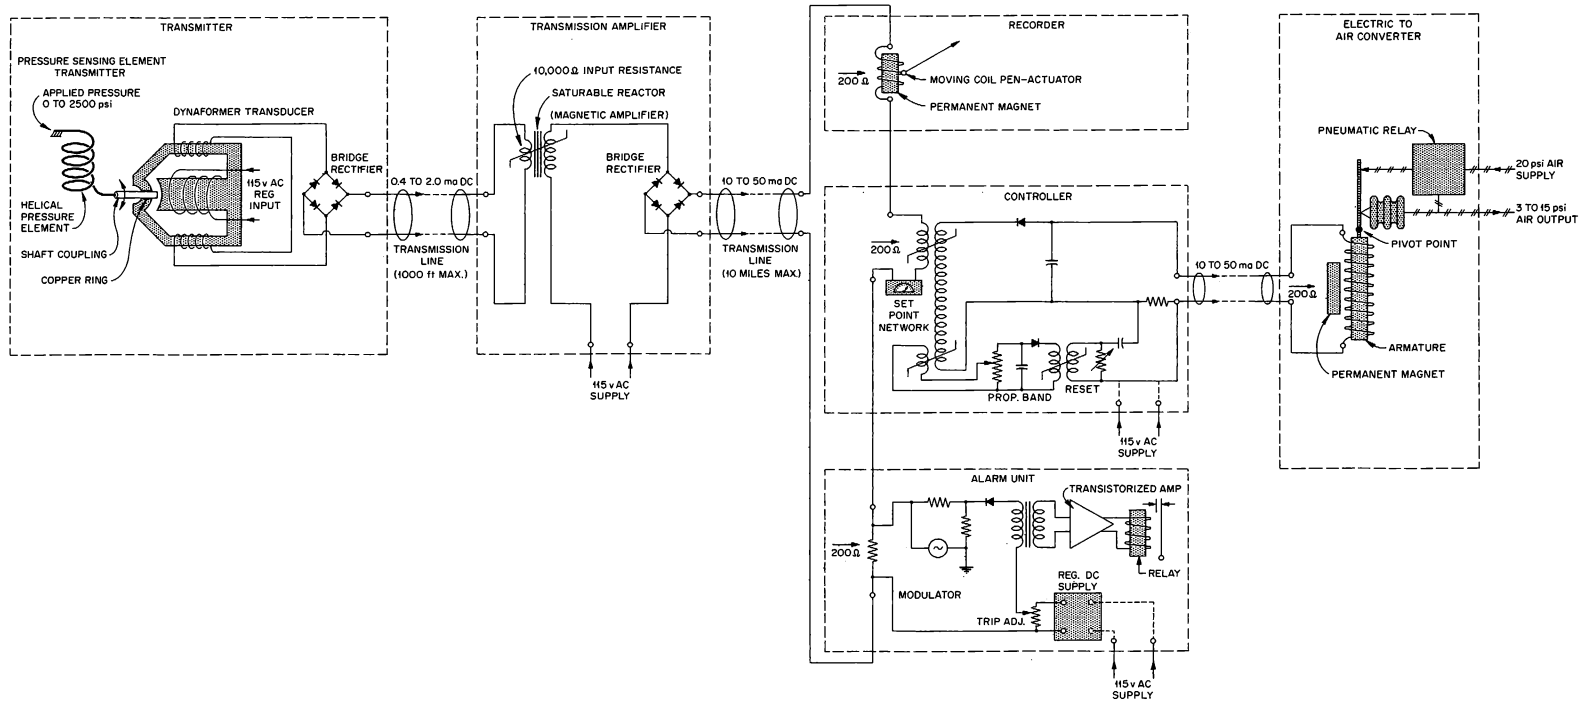 TRANSMITTER
PRESSURE SENSING ELEMENT
TRANSMITTER
APPLIED PRESSURE
0 TO 2500 psi
DYNAFORMER TRANSDUCER
BRIDGE
RECTIFIER
115 v AC
REG
INPUT
HELICAL
PRESSURE
ELEMENT
SHAFT COUPLING
COPPER RING
0.4 TO 2.0 ma DC
TRANSMISSION
LINE
(1000 ft MAX.)
TRANSMISSION AMPLIFIER
10,000 Ω INPUT RESISTANCE
SATURABLE REACTOR
(MAGNETIC AMPLIFIER)
BRIDGE
RECTIFIER
115 v AC
SUPPLY
10 TO 50 ma DC
TRANSMISSION
LINE
(10 MILES MAX.)
RECORDER
200 Ω
MOVING COIL PEN-ACTUATOR
PERMANENT MAGNET
CONTROLLER
200 Ω
SET
POINT
NETWORK
PROP. BAND
RESET
115 v AC
SUPPLY
10 TO 50 ma DC
ALARM UNIT
TRANSISTORIZED AMP
200 Ω
RELAY
MODULATOR
REG. DC
SUPPLY
TRIP ADJ.
115 v AC
SUPPLY
ELECTRIC TO
AIR CONVERTER
PNEUMATIC RELAY
20 psi AIR
SUPPLY
3 TO 15 psi
AIR OUTPUT
PIVOT POINT
200 Ω
ARMATURE
PERMANENT MAGNET